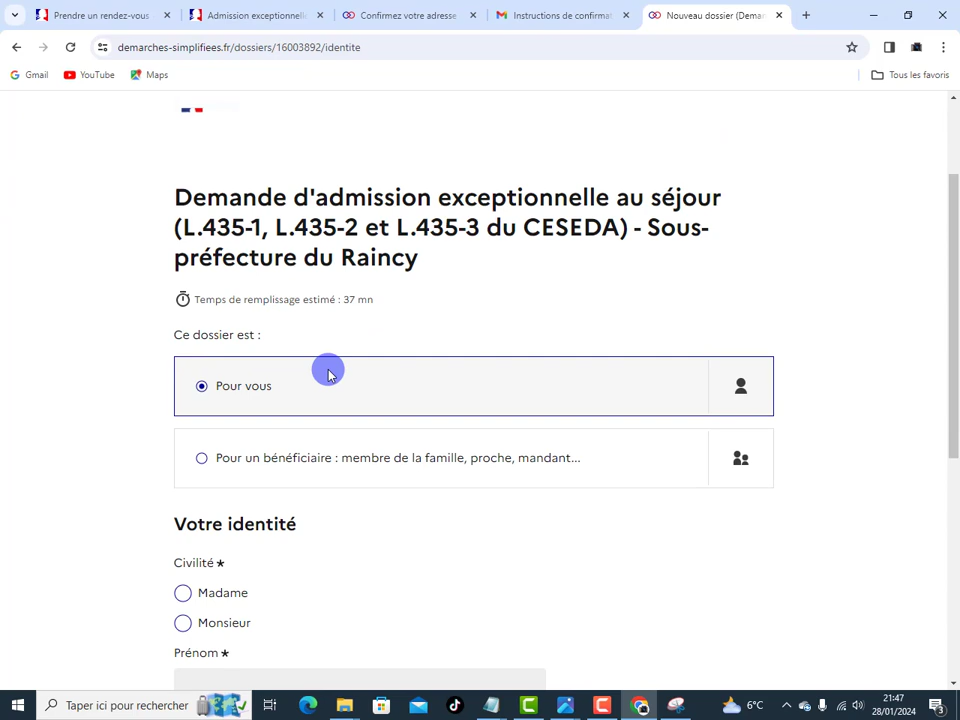 Prendre un rendez-vous
Admission exceptionnelle
Confirmez votre adresse
Instructions de confirmat
Nouveau dossier (Demar
demarches-simplifiees.fr/dossiers/16003892/identite
Gmail
YouTube
Maps
Tous les favoris
Demande d'admission exceptionnelle au séjour
(L.435-1, L.435-2 et L.435-3 du CESEDA) - Sous-
préfecture du Raincy
Temps de remplissage estimé : 37 mn
Ce dossier est :
Pour vous
Pour un bénéficiaire : membre de la famille, proche, mandant...
Votre identité
Civilité *
Madame
Monsieur
Prénom *
Taper ici pour rechercher
6°C
21:47
28/01/2024
3